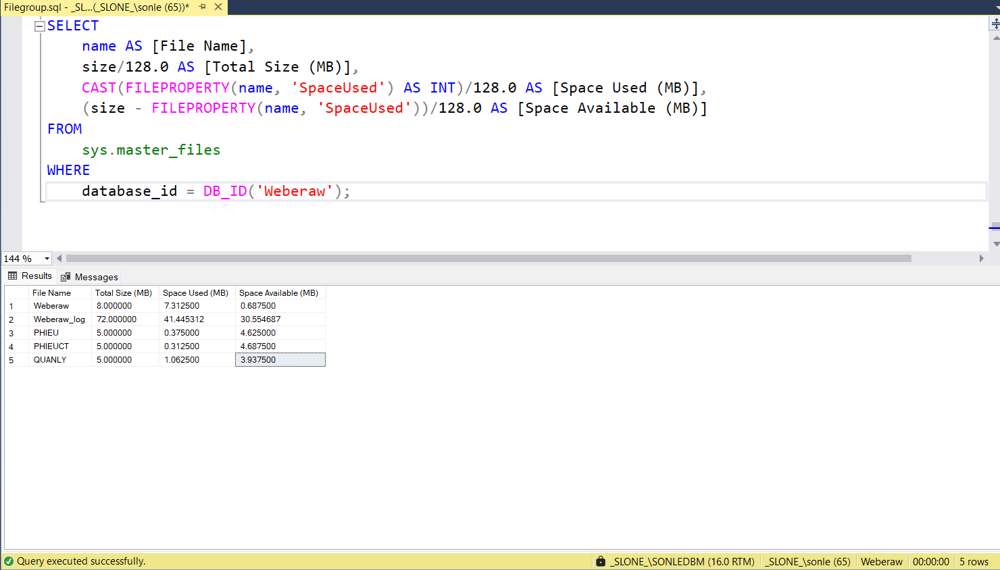 Filegroup.sql - _SL...(_SLONE_\sonle (65))*
SELECT
name AS [File Name],
size/128.0 AS [Total Size (MB)],
CAST(FILEPROPERTY(name, 'SpaceUsed') AS INT)/128.0 AS [Space Used (MB)],
(size - FILEPROPERTY(name, 'SpaceUsed'))/128.0 AS [Space Available (MB)]
FROM
sys.master_files
WHERE
database_id = DB_ID('Weberaw');
144 %
Results Messages
File Name Total Size (MB) Space Used (MB) Space Available (MB)
1 Weberaw 8.000000 7.312500 0.687500
2 Weberaw_log 72.000000 41.445312 30.554687
3 PHIEU 5.000000 0.375000 4.625000
4 PHIEUCT 5.000000 0.312500 4.687500
5 QUANLY 5.000000 1.062500 3.937500
Query executed successfully. _SLONE_\SONLEDBM (16.0 RTM) _SLONE_\sonle (65) Weberaw 00:00:00 5 rows